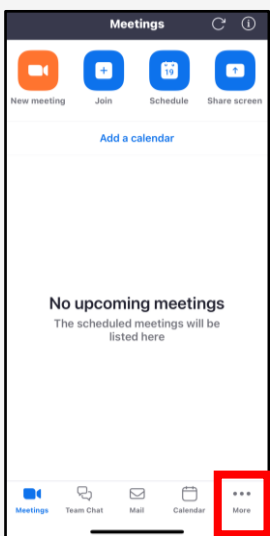 Meetings
New meeting Join Schedule Share screen
19
Add a calendar
No upcoming meetings
The scheduled meetings will be
listed here
Meetings Team Chat Mail Calendar More